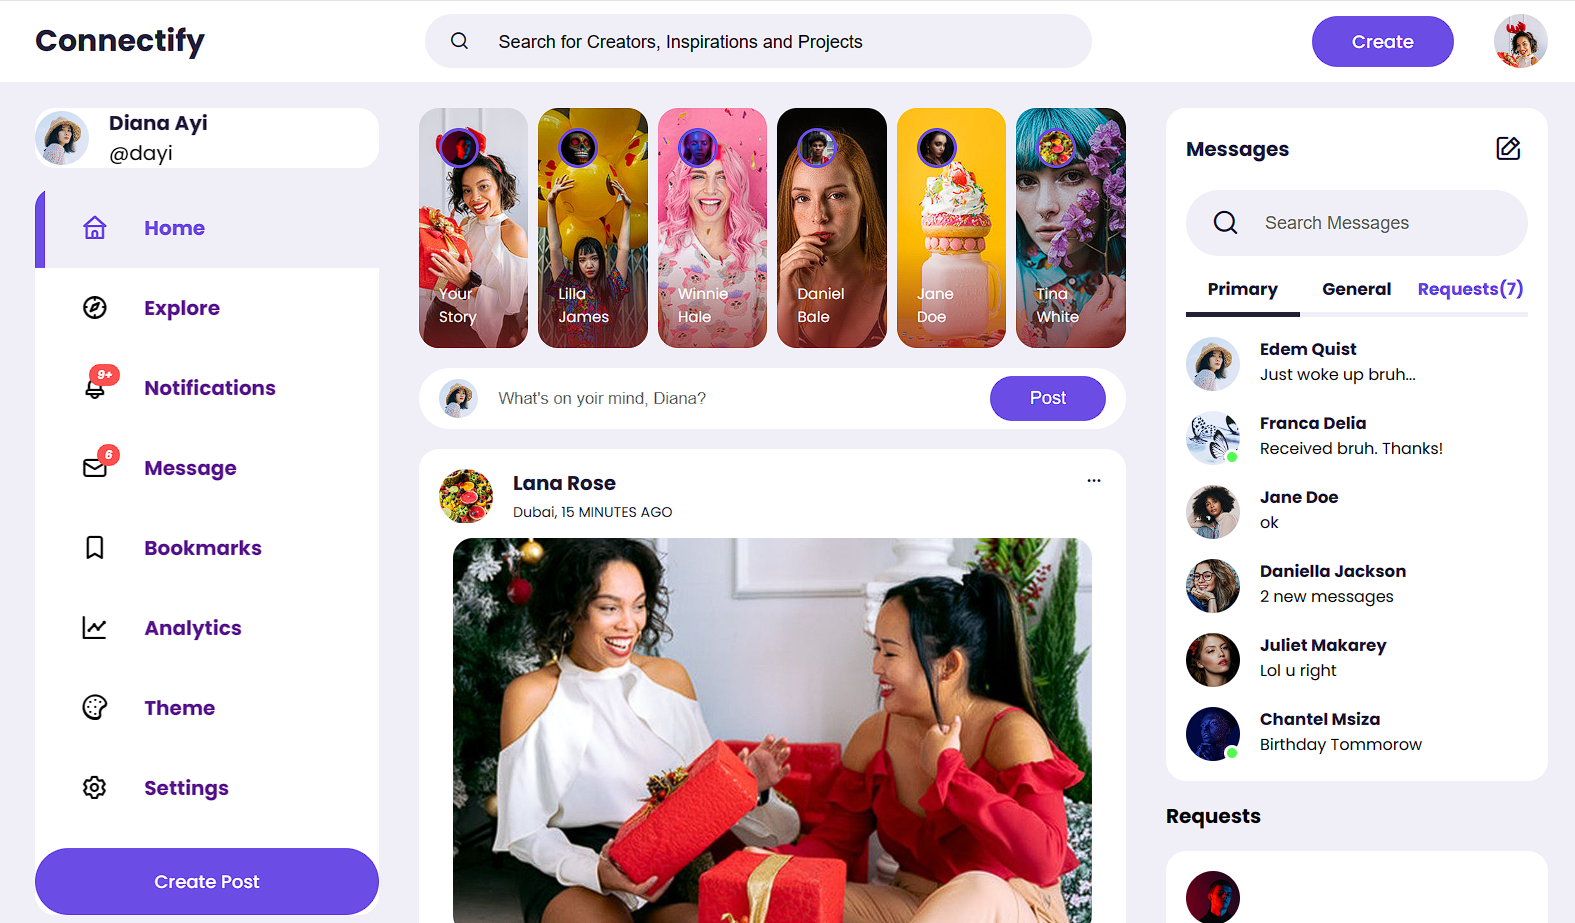 Connectify
Search for Creators, Inspirations and Projects
Create
Diana Ayi
@dayi
Home
Explore
9+
Notifications
6
Message
Bookmarks
Analytics
Theme
Settings
Create Post
Your
Story
Lilla
James
Winnie
Hale
Daniel
Bale
Jane
Doe
Tina
White
What's on yoir mind, Diana?
Post
Lana Rose
Dubai, 15 MINUTES AGO
Messages
Search Messages
Primary
General
Requests(7)
Edem Quist
Just woke up bruh...
Franca Delia
Received bruh. Thanks!
Jane Doe
ok
Daniella Jackson
2 new messages
Juliet Makarey
Lol u right
Chantel Msiza
Birthday Tommorow
Requests